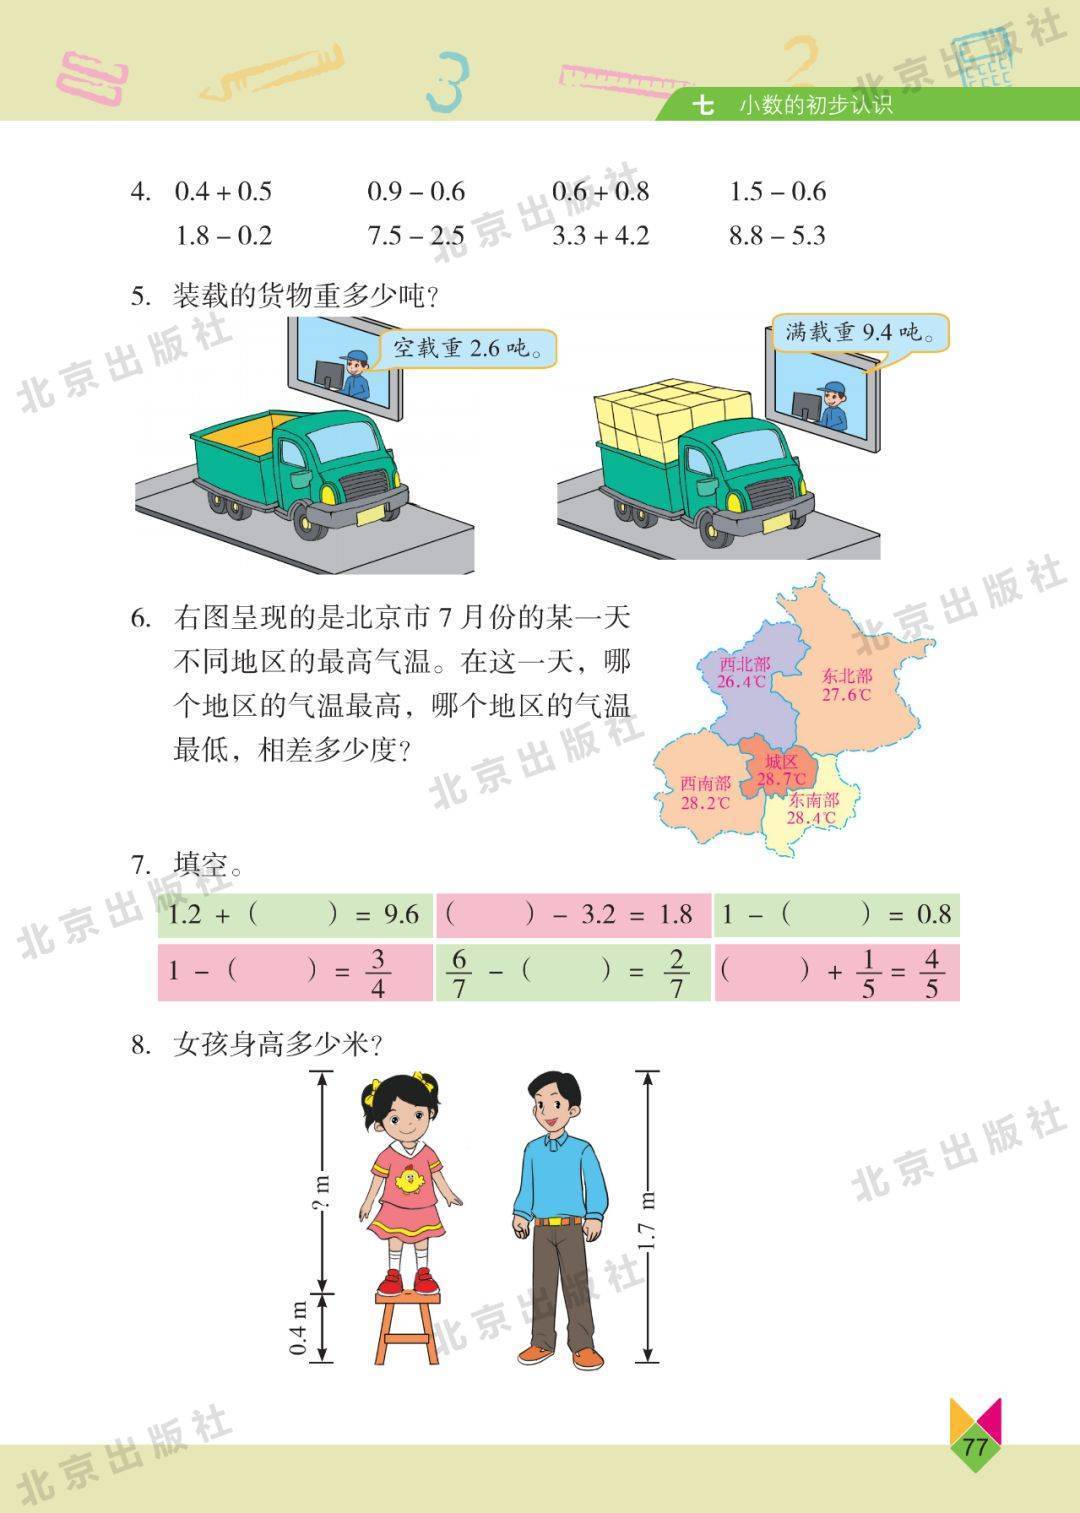 七 小数的初步认识
4. 0.4 + 0.5 0.9 − 0.6 0.6 + 0.8 1.5 − 0.6
1.8 − 0.2 7.5 − 2.5 3.3 + 4.2 8.8 − 5.3
5. 装载的货物重多少吨?
空载重 2.6 吨。
满载重 9.4 吨。
6. 右图呈现的是北京市 7 月份的某一天
不同地区的最高气温。在这一天，哪
个地区的气温最高，哪个地区的气温
最低，相差多少度?
西北部
26.4℃
东北部
27.6℃
城区
28.7℃
西南部
28.2℃
东南部
28.4℃
7. 填空。
1.2 + (  ) = 9.6 (  ) − 3.2 = 1.8 1 − (  ) = 0.8
1 − (  ) = 3/4 6/7 − (  ) = 2/7 (  ) + 1/5 = 4/5
8. 女孩身高多少米?
? m
0.4 m
1.7 m
77
北京出版社
北京出版社
北京出版社
北京出版社
北京出版社
北京出版社
北京出版社
北京出版社
北京出版社